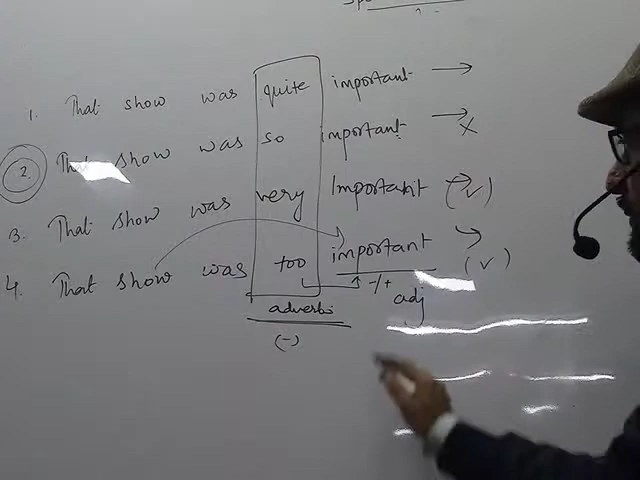 1. That show was quite important →
2. That show was so important → X
3. That show was very Important → (✓)
4. That show was too important → (✓)
-/+ adj
adverbs
(-)